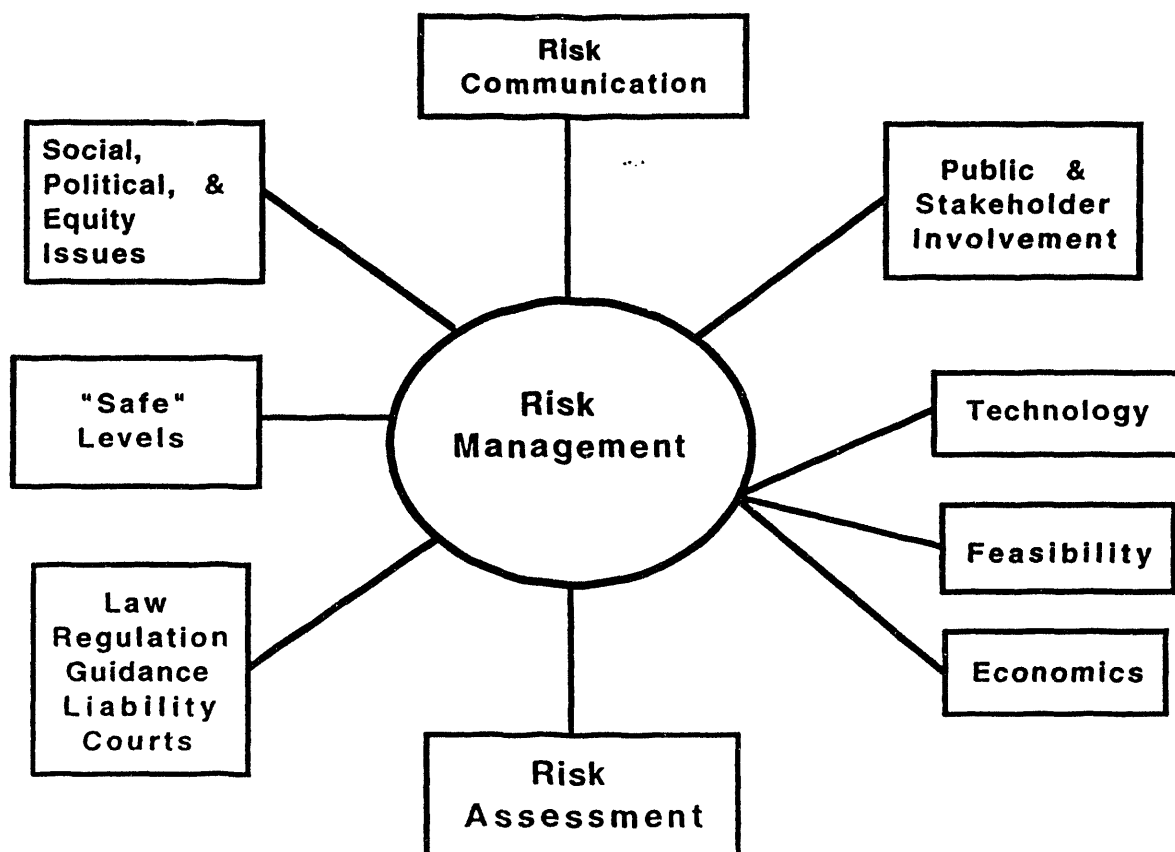 Risk
Communication
Social,
Political, &
Equity
Issues
Public &
Stakeholder
Involvement
"Safe"
Levels
Risk
Management
Technology
Feasibility
Economics
Law
Regulation
Guidance
Liability
Courts
Risk
Assessment